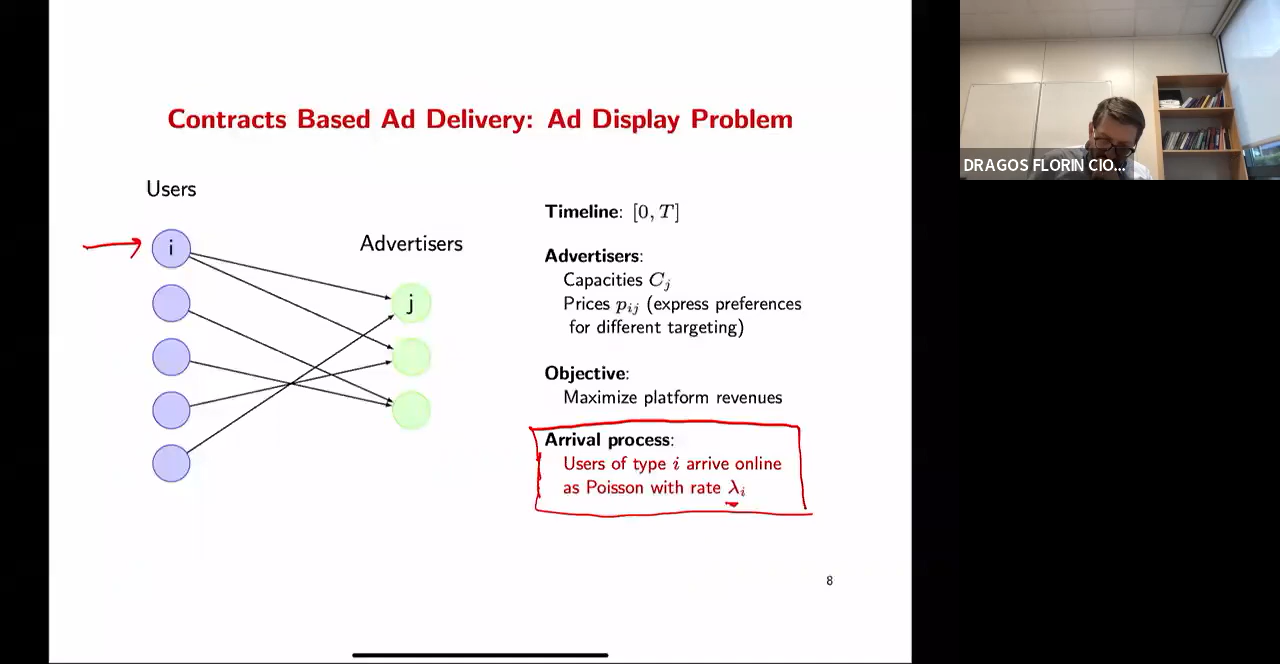 Contracts Based Ad Delivery: Ad Display Problem
Users
i
Advertisers
j
Timeline: [0, T]
Advertisers:
Capacities C_j
Prices p_{ij} (express preferences
for different targeting)
Objective:
Maximize platform revenues
Arrival process:
Users of type i arrive online
as Poisson with rate λ_i
8
DRAGOS FLORIN CIO...